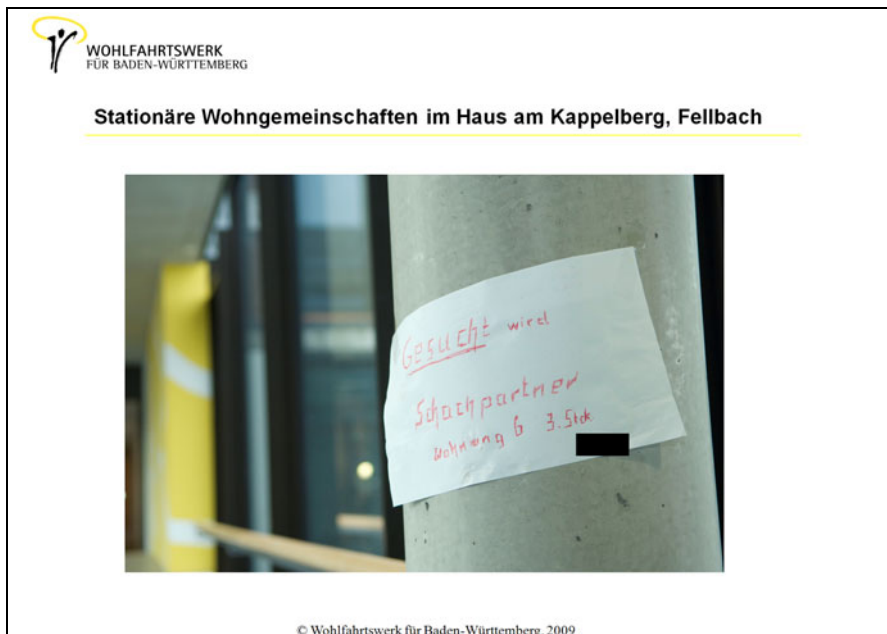 WOHLFAHRTSWERK
FÜR BADEN-WÜRTTEMBERG
Stationäre Wohngemeinschaften im Haus am Kappelberg, Fellbach
Gesucht wird
Schachpartner
Wohnung 6 3.Stck.
© Wohlfahrtswerk für Baden-Württemberg, 2009